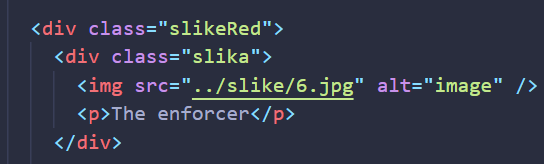 <div class="slikeRed">
<div class="slika">
<img src="../slike/6.jpg" alt="image" />
<p>The enforcer</p>
</div>